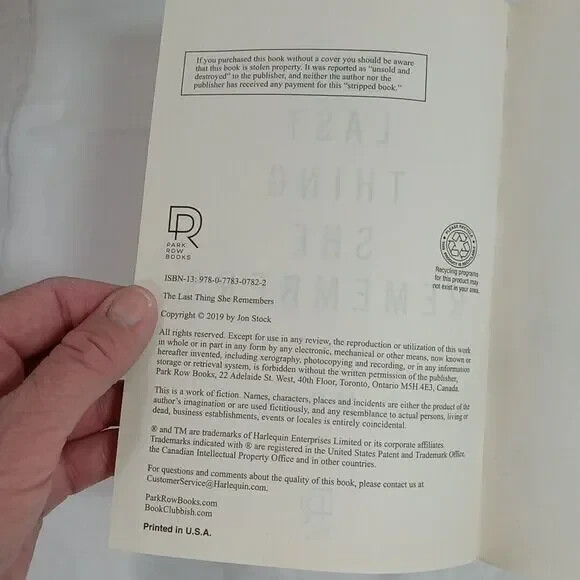 If you purchased this book without a cover you should be aware
that this book is stolen property. It was reported as "unsold and
destroyed" to the publisher, and neither the author nor the
publisher has received any payment for this "stripped book."
LAST
THING
SHE
REMEMB
PARK
ROW
BOOKS
PLEASE RECYCLE
Recycling programs
for this product may
not exist in your area.
ISBN-13: 978-0-7783-0782-2
The Last Thing She Remembers
Copyright © 2019 by Jon Stock
All rights reserved. Except for use in any review, the reproduction or utilization of this work
in whole or in part in any form by any electronic, mechanical or other means, now known or
hereafter invented, including xerography, photocopying and recording, or in any information
storage or retrieval system, is forbidden without the written permission of the publisher,
Park Row Books, 22 Adelaide St. West, 40th Floor, Toronto, Ontario M5H 4E3, Canada.
This is a work of fiction. Names, characters, places and incidents are either the product of the
author's imagination or are used fictitiously, and any resemblance to actual persons, living or
dead, business establishments, events or locales is entirely coincidental.
® and TM are trademarks of Harlequin Enterprises Limited or its corporate affiliates.
Trademarks indicated with ® are registered in the United States Patent and Trademark Office,
the Canadian Intellectual Property Office and in other countries.
For questions and comments about the quality of this book, please contact us at
CustomerService@Harlequin.com.
ParkRowBooks.com
BookClubbish.com
Printed in U.S.A.